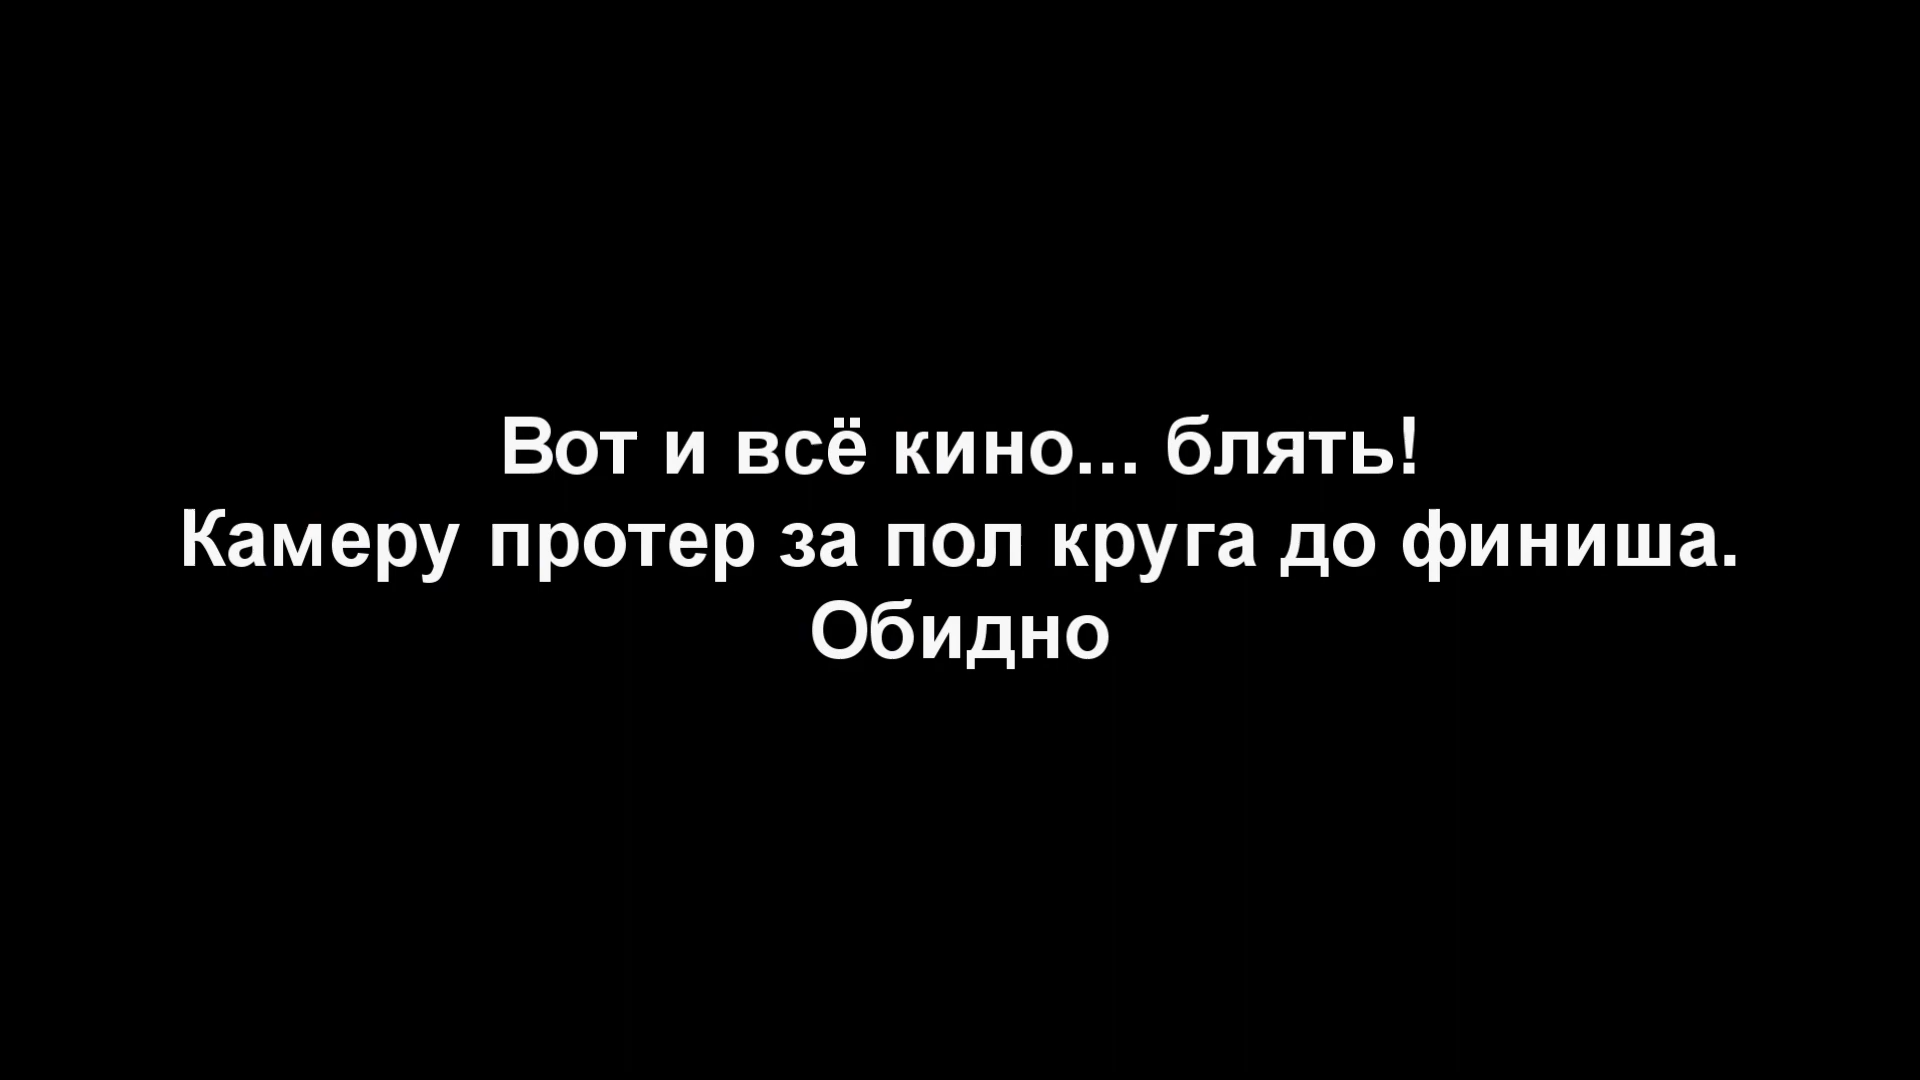 Вот и всё кино... блять!
Камеру протер за пол круга до финиша.
Обидно